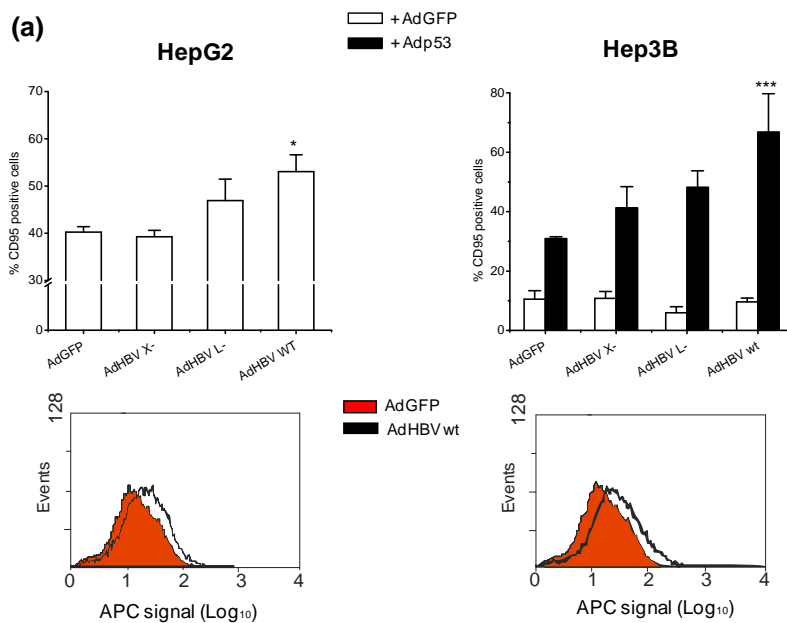 (a)
+AdGFP
+Adp53
HepG2
Hep3B
% CD95 positive cells
70
60
50
40
30
0
AdGFP
AdHBV X-
AdHBV L-
AdHBV WT
*
% CD95 positive cells
80
60
40
20
0
AdGFP
AdHBV X-
AdHBV L-
AdHBV wt
***
AdGFP
AdHBV wt
128
Events
0 1 2 3 4
APC signal (Log10)
128
Events
0 1 2 3 4
APC signal (Log10)